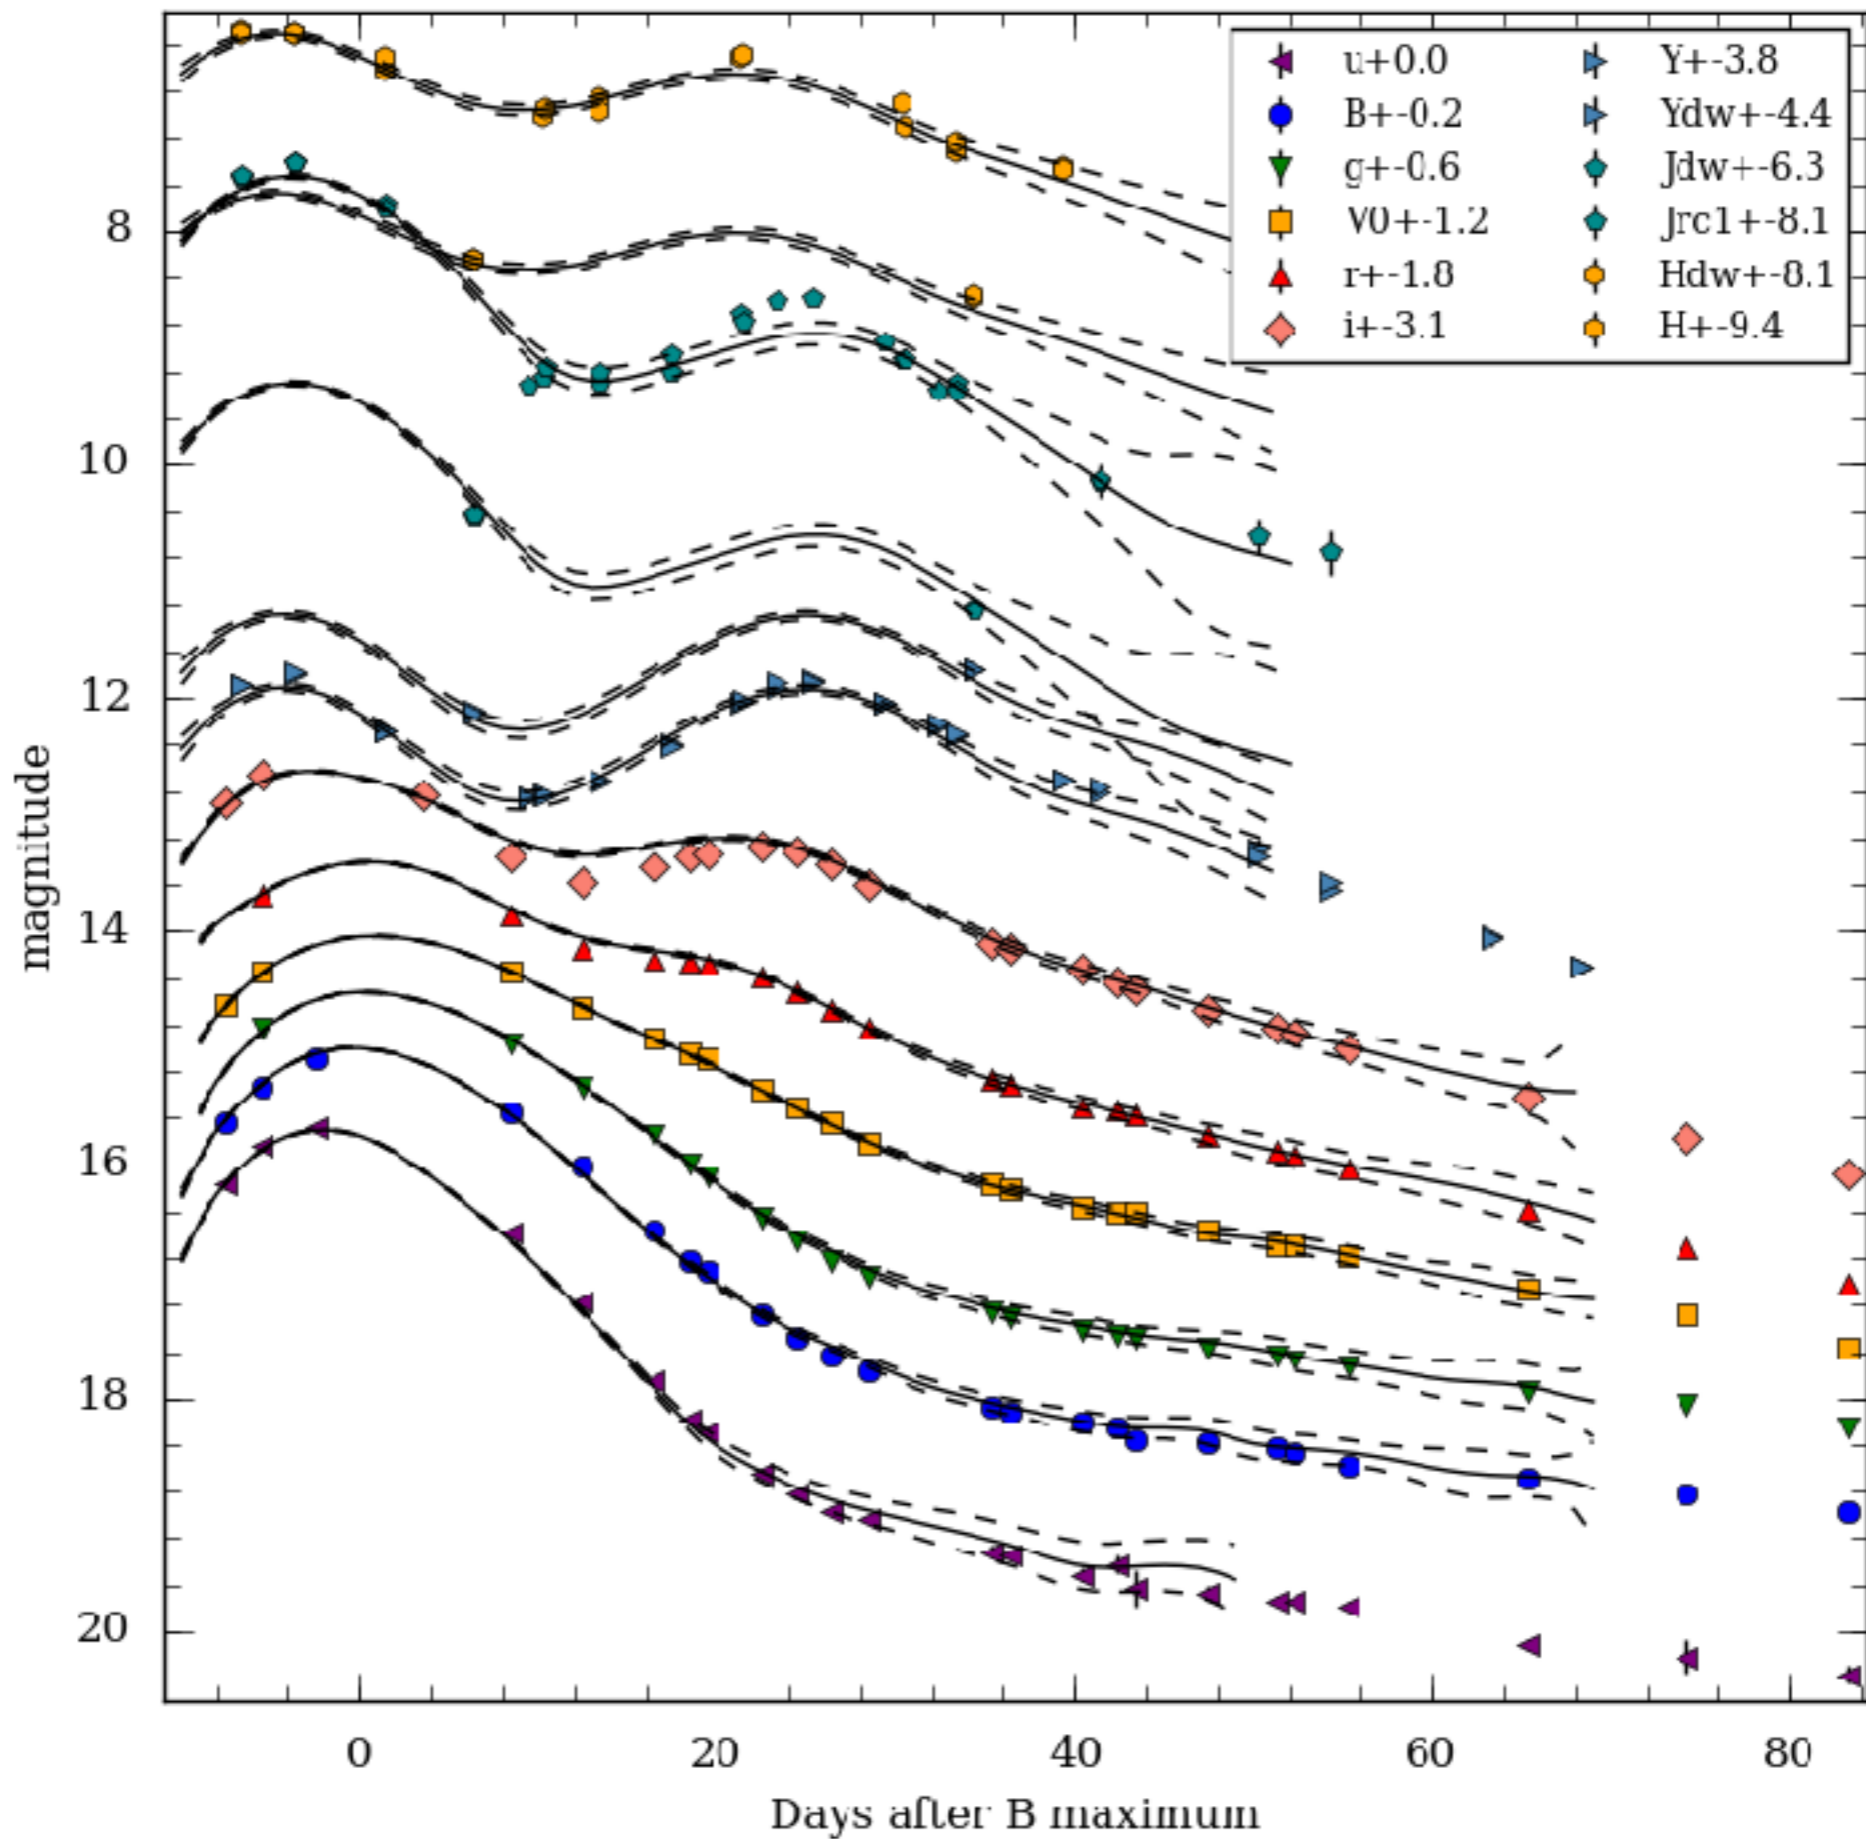 u+0.0
B+-0.2
g+-0.6
V0+-1.2
r+-1.8
i+-3.1
Y+-3.8
Ydw+-4.4
Jdw+-6.3
Jrc1+-8.1
Hdw+-8.1
H+-9.4
magnitude
8
10
12
14
16
18
20
0 20 40 60 80
Days after B maximum